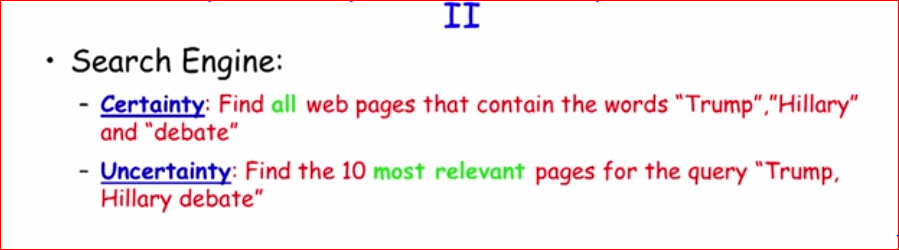 II
• Search Engine:
– Certainty: Find all web pages that contain the words “Trump”,”Hillary”
and “debate”
– Uncertainty: Find the 10 most relevant pages for the query “Trump,
Hillary debate”